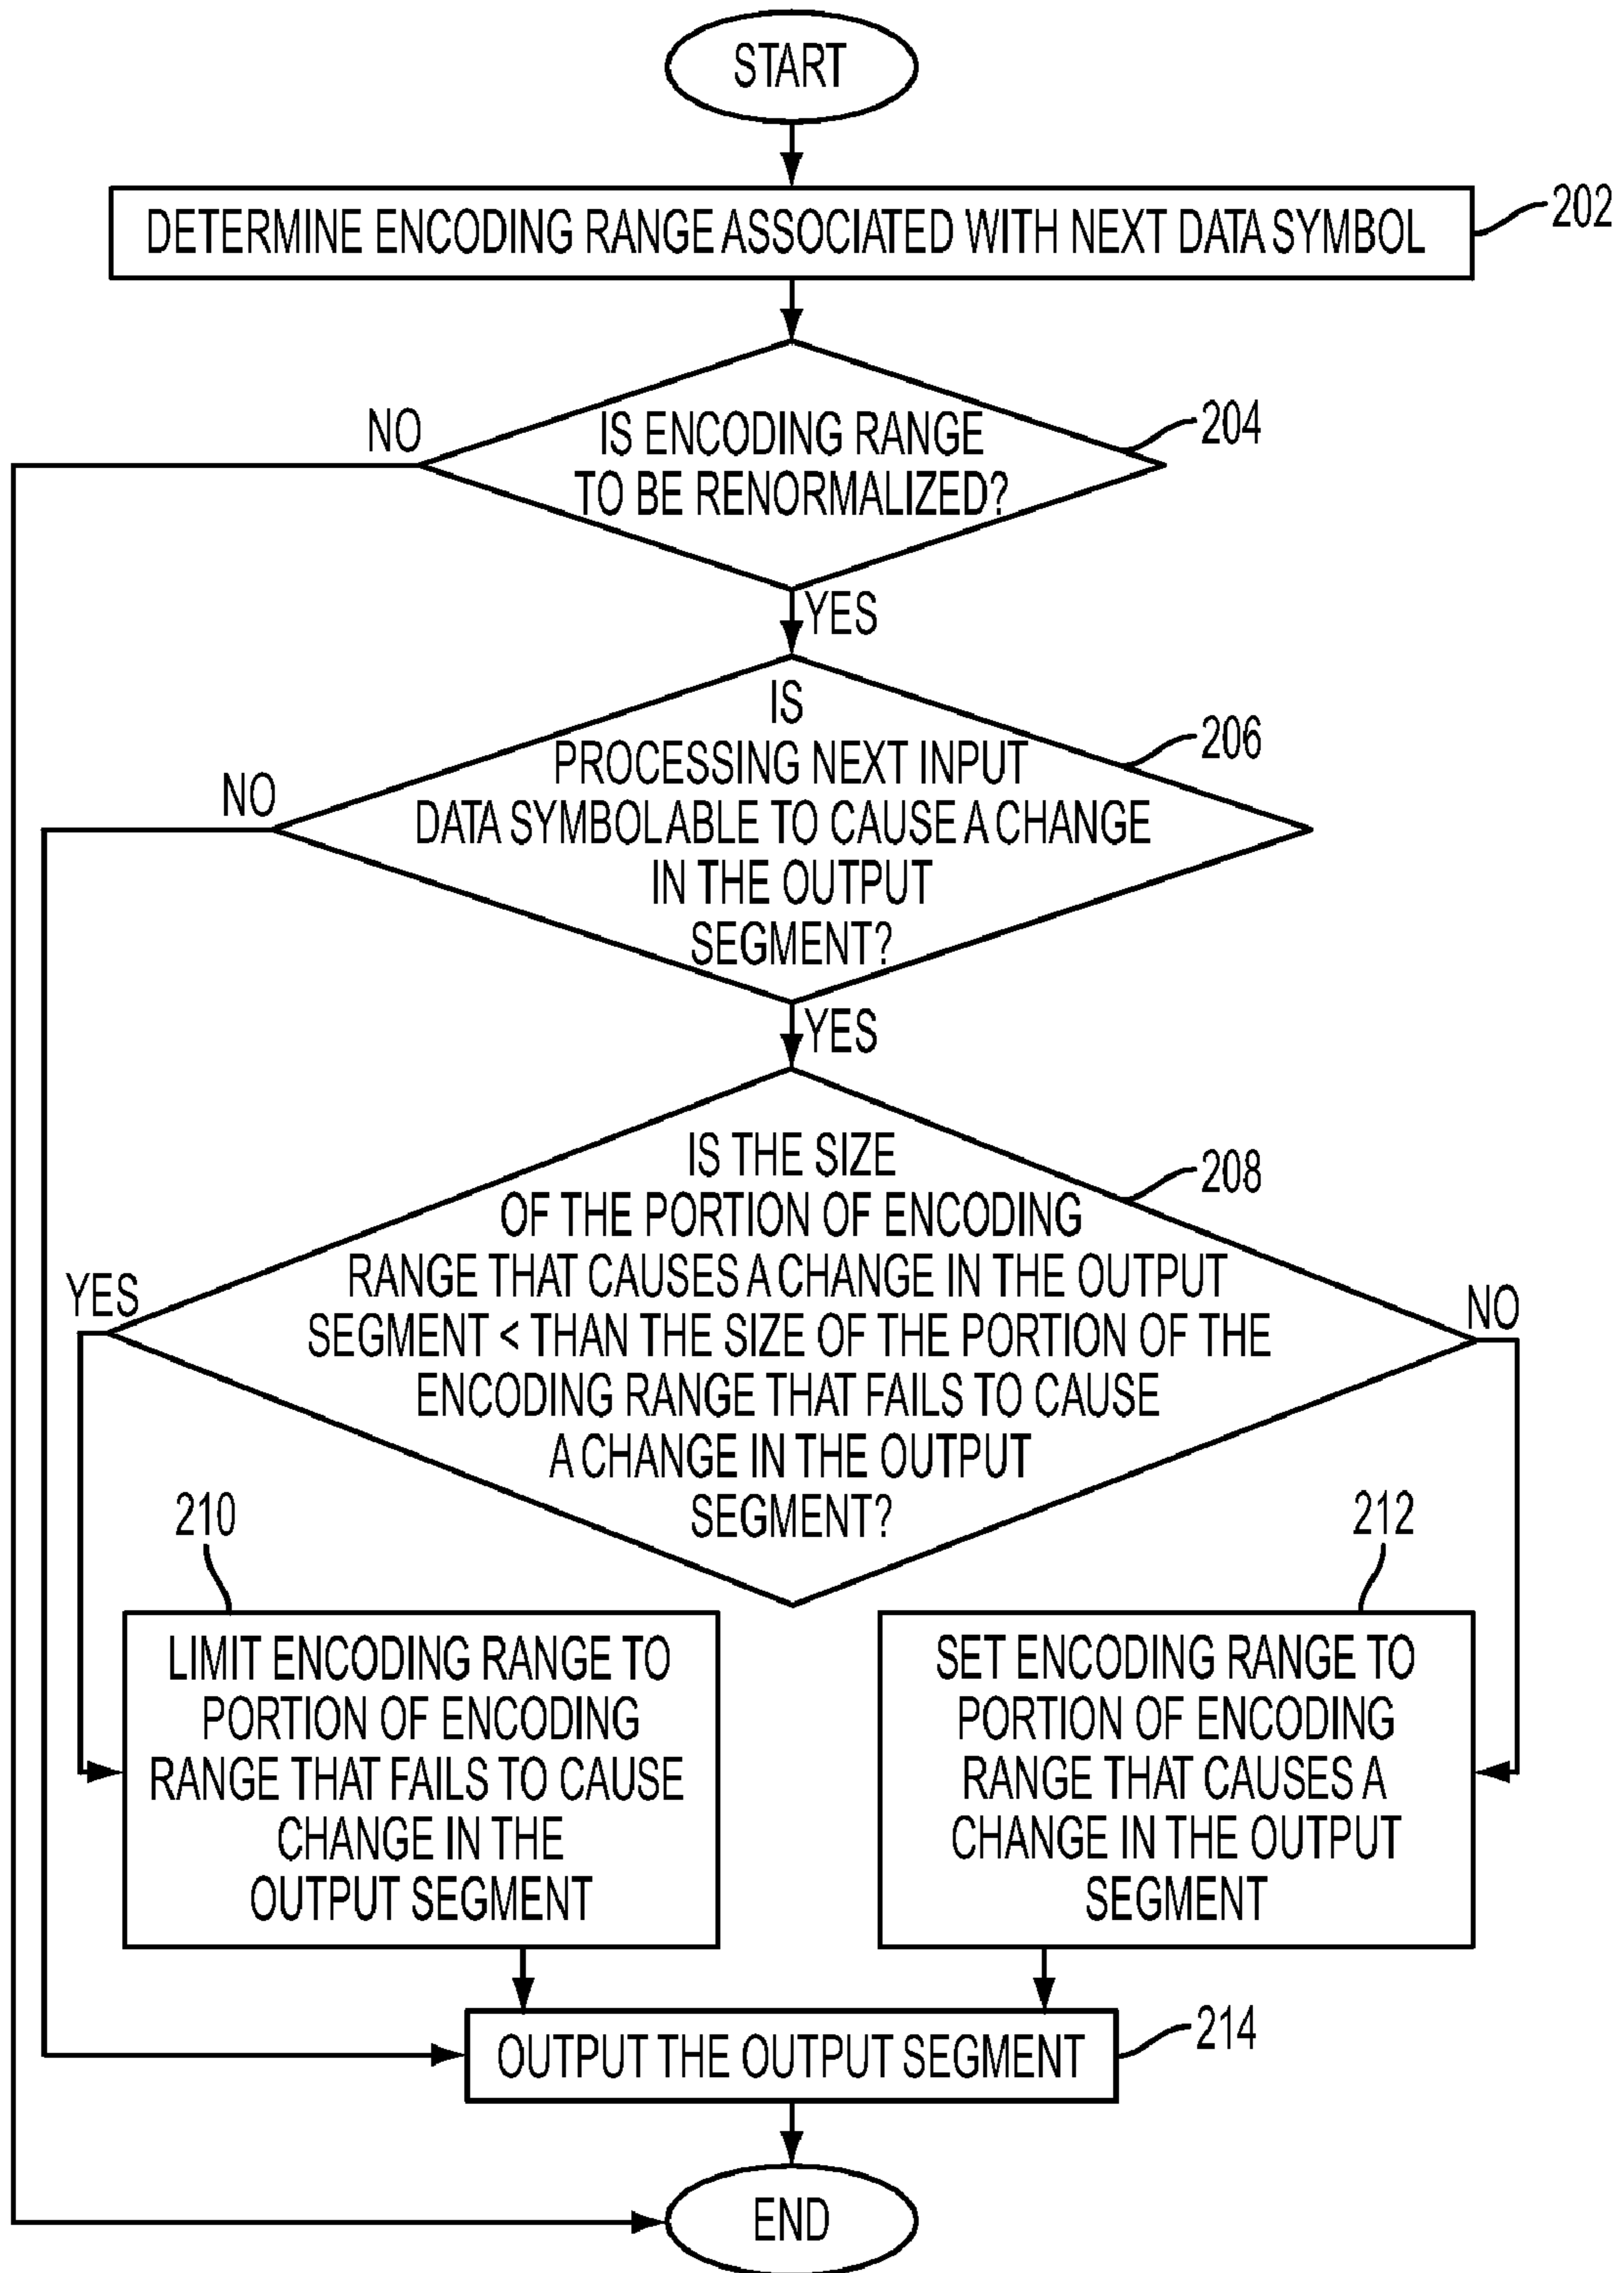 START
DETERMINE ENCODING RANGE ASSOCIATED WITH NEXT DATA SYMBOL
202
NO
IS ENCODING RANGE
TO BE RENORMALIZED?
204
YES
IS
PROCESSING NEXT INPUT
DATA SYMBOL ABLE TO CAUSE A CHANGE
IN THE OUTPUT
SEGMENT?
206
NO
YES
IS THE SIZE
OF THE PORTION OF ENCODING
RANGE THAT CAUSES A CHANGE IN THE OUTPUT
SEGMENT < THAN THE SIZE OF THE PORTION OF THE
ENCODING RANGE THAT FAILS TO CAUSE
A CHANGE IN THE OUTPUT
SEGMENT?
208
YES
NO
210
LIMIT ENCODING RANGE TO
PORTION OF ENCODING
RANGE THAT FAILS TO CAUSE
CHANGE IN THE
OUTPUT SEGMENT
212
SET ENCODING RANGE TO
PORTION OF ENCODING
RANGE THAT CAUSES A
CHANGE IN THE OUTPUT
SEGMENT
OUTPUT THE OUTPUT SEGMENT
214
END